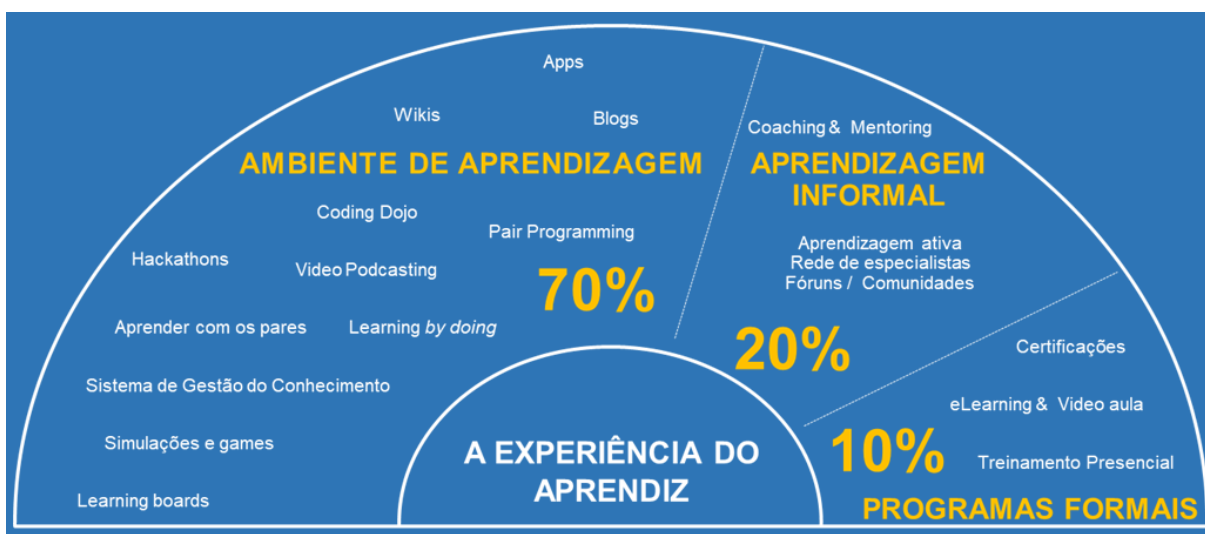 Apps
Wikis
Blogs
AMBIENTE DE APRENDIZAGEM
Coding Dojo
Pair Programming
Hackathons
Video Podcasting
70%
Aprender com os pares
Learning by doing
Sistema de Gestão do Conhecimento
Simulações e games
Learning boards
Coaching & Mentoring
APRENDIZAGEM
INFORMAL
Aprendizagem ativa
Rede de especialistas
Fóruns / Comunidades
20%
Certificações
eLearning & Video aula
10%
Treinamento Presencial
PROGRAMAS FORMAIS
A EXPERIÊNCIA DO
APRENDIZ